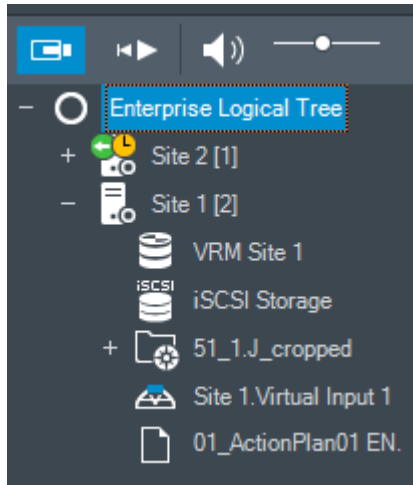 Enterprise Logical Tree
Site 2 [1]
Site 1 [2]
VRM Site 1
iSCSI
iSCSI Storage
51_1.J_cropped
Site 1.Virtual Input 1
01_ActionPlan01 EN.